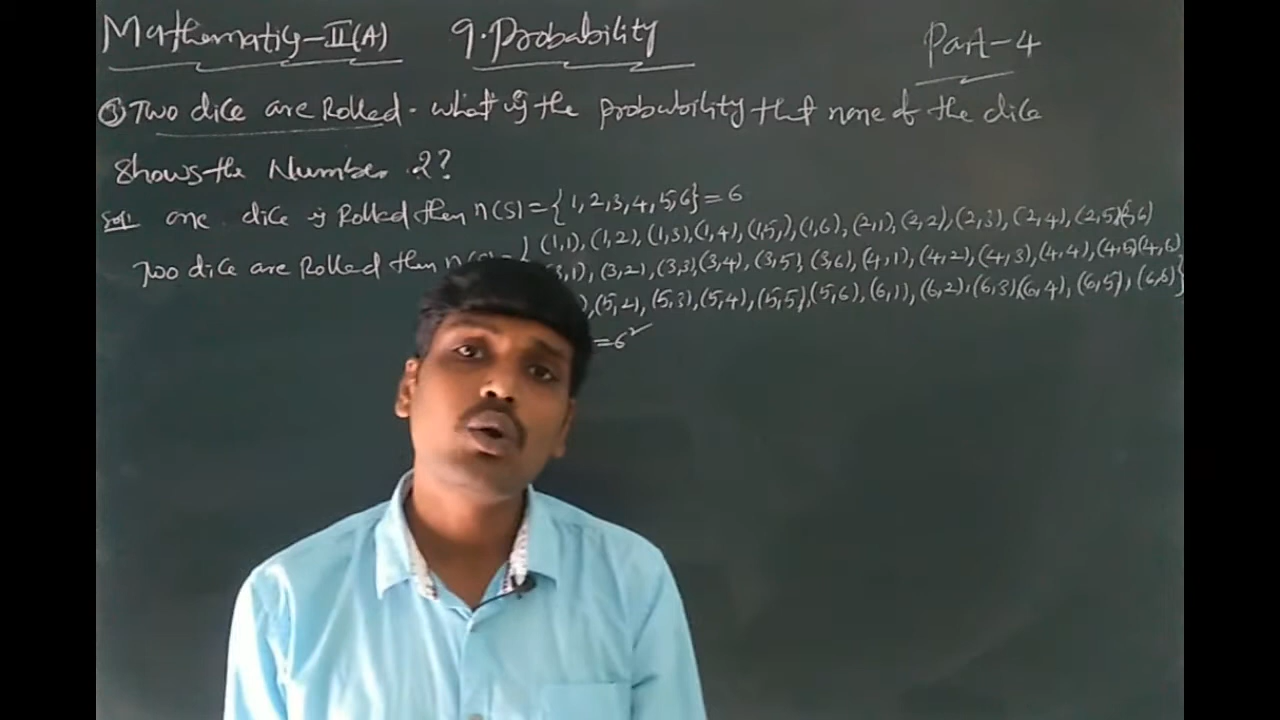 Mathematics-II(A) 9.Probability Part-4
③ Two dice are Rolled. what is the probability that none of the dice
shows the Number 2?
Sol: one dice is Rolled then n(S) = {1,2,3,4,5,6} = 6
Two dice are Rolled then = { (1,1), (1,2), (1,3), (1,4), (1,5,), (1,6), (2,1), (2,2), (2,3), (2,4), (2,5)
3,1), (3,2), (3,3), (3,4), (3,5), (3,6), (4,1), (4,2), (4,3), (4,4), (4,5) (4,6)
), (5,2), (5,3), (5,4), (5,5), (5,6), (6,1), (6,2), (6,3) (6,4), (6,5), (6,6)}
=6²